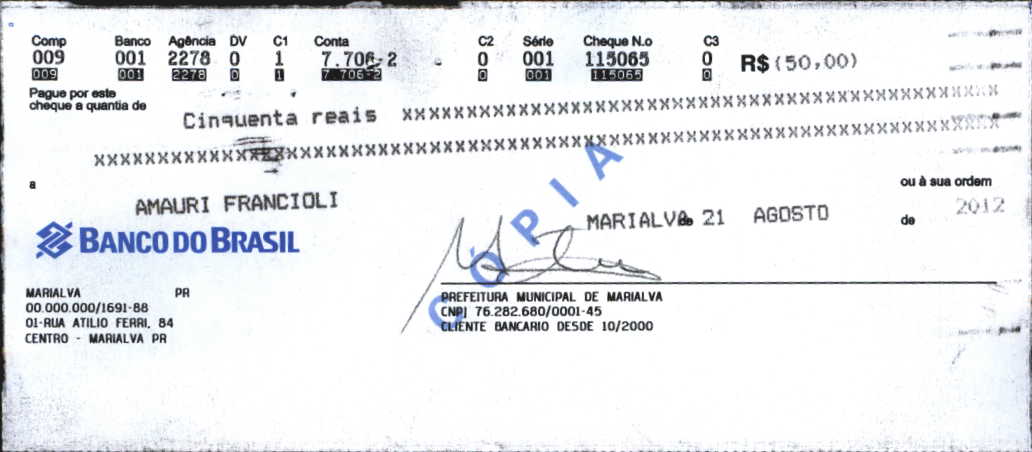 Comp Banco Agência DV C1 Conta C2 Série Cheque N.o C3
009 001 2278 0 1 7.706-2 0 001 115065 0 R$(50,00)
009 001 2278 0 1 7.706-2 0 001 115065 0
Pague por este
cheque a quantia de
Cinquenta reais xxxxxxxxxxxxxxxxxxxxxxxxxxxxxxxxxxxxxxxxxxxxxxxxxxxxxxxxx
xxxxxxxxxxxxxxxxxxxxxxxxxxxxxxxxxxxxxxxxxxxxxxxxxxxxxxxxxxxxxxxxxxxxxxxxxxxxxxxxxxxxxx
a ou à sua ordem
AMAURI FRANCIOLI
MARIALVA de 21 AGOSTO de 2012
BANCO DO BRASIL
CÓPIA
MARIALVA PR
00.000.000/1691-88
01-RUA ATILIO FERRI, 84
CENTRO - MARIALVA PR
PREFEITURA MUNICIPAL DE MARIALVA
CNPJ 76.282.680/0001-45
CLIENTE BANCARIO DESDE 10/2000